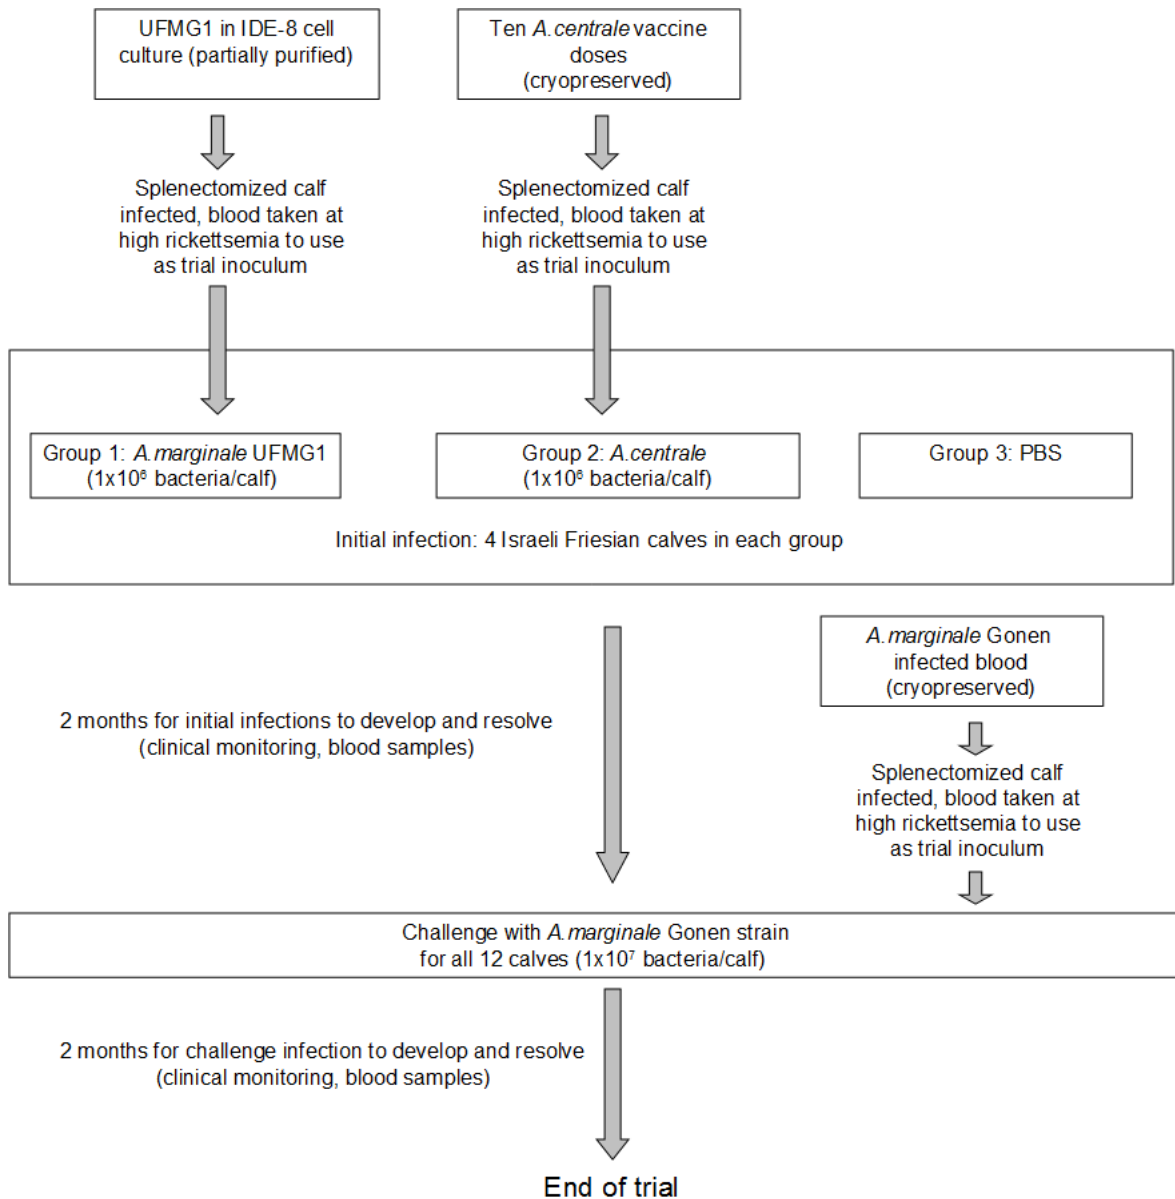 UFMG1 in IDE-8 cell
culture (partially purified)
Ten A.centrale vaccine
doses
(cryopreserved)
Splenectomized calf
infected, blood taken at
high rickettsemia to use
as trial inoculum
Splenectomized calf
infected, blood taken at
high rickettsemia to use
as trial inoculum
Group 1: A.marginale UFMG1
(1x10⁶ bacteria/calf)
Group 2: A.centrale
(1x10⁶ bacteria/calf)
Group 3: PBS
Initial infection: 4 Israeli Friesian calves in each group
A.marginale Gonen
infected blood
(cryopreserved)
2 months for initial infections to develop and resolve
(clinical monitoring, blood samples)
Splenectomized calf
infected, blood taken at
high rickettsemia to use
as trial inoculum
Challenge with A.marginale Gonen strain
for all 12 calves (1x10⁷ bacteria/calf)
2 months for challenge infection to develop and resolve
(clinical monitoring, blood samples)
End of trial